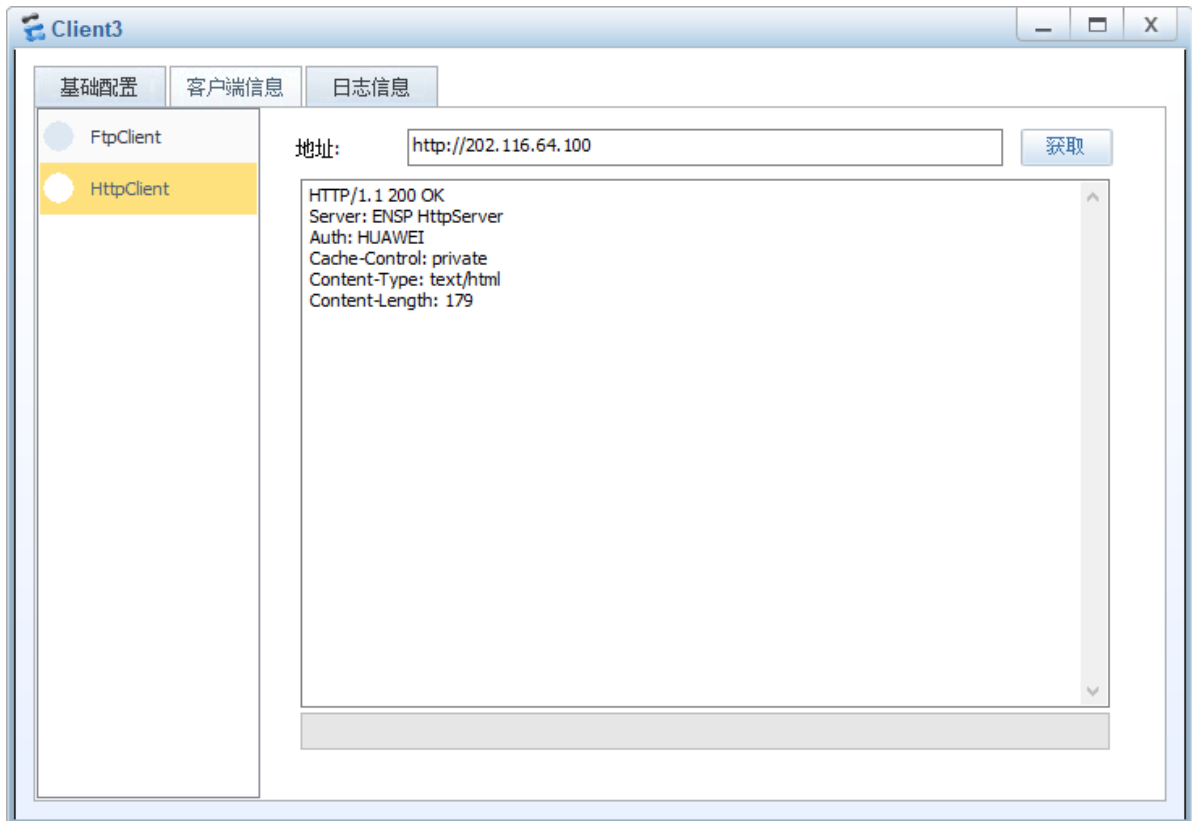 Client3
X
基础配置 客户端信息 日志信息
FtpClient
HttpClient
地址: http://202.116.64.100 获取
HTTP/1.1 200 OK
Server: ENSP HttpServer
Auth: HUAWEI
Cache-Control: private
Content-Type: text/html
Content-Length: 179